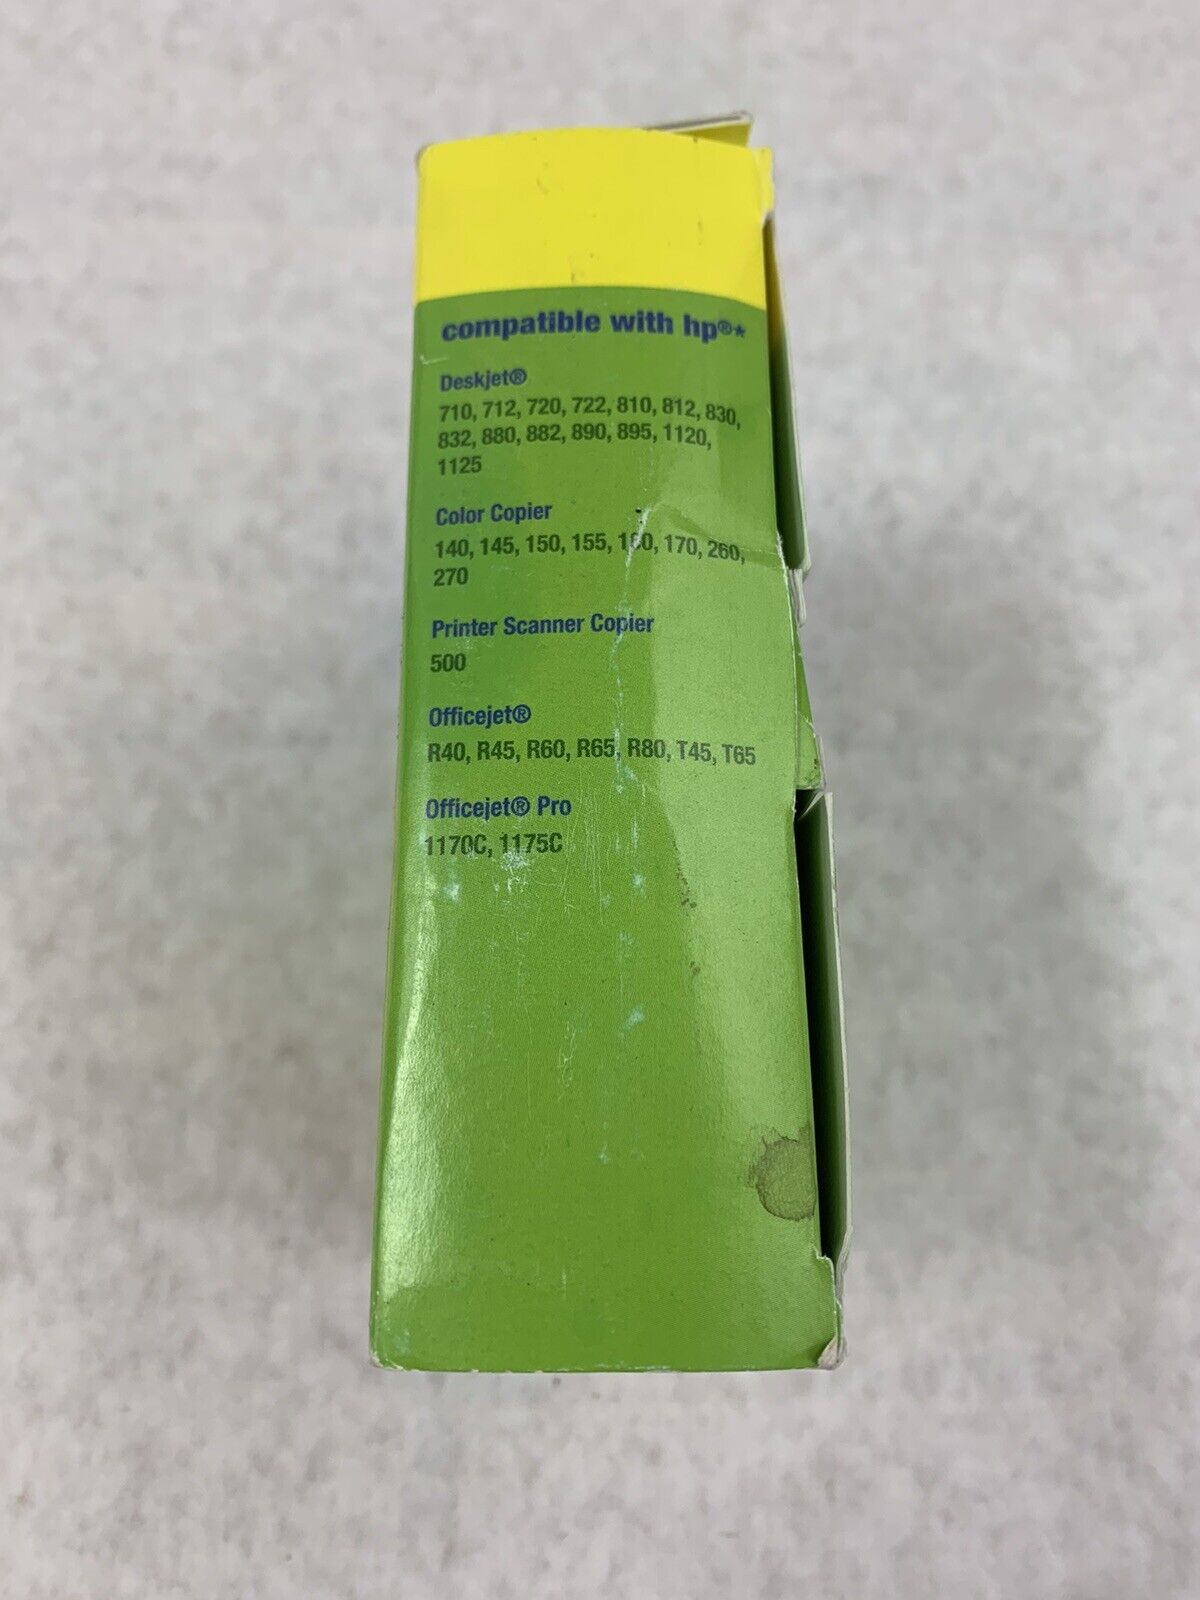 compatible with hp®*
Deskjet®
710, 712, 720, 722, 810, 812, 830,
832, 880, 882, 890, 895, 1120,
1125
Color Copier
140, 145, 150, 155, 160, 170, 260,
270
Printer Scanner Copier
500
Officejet®
R40, R45, R60, R65, R80, T45, T65
Officejet® Pro
1170C, 1175C